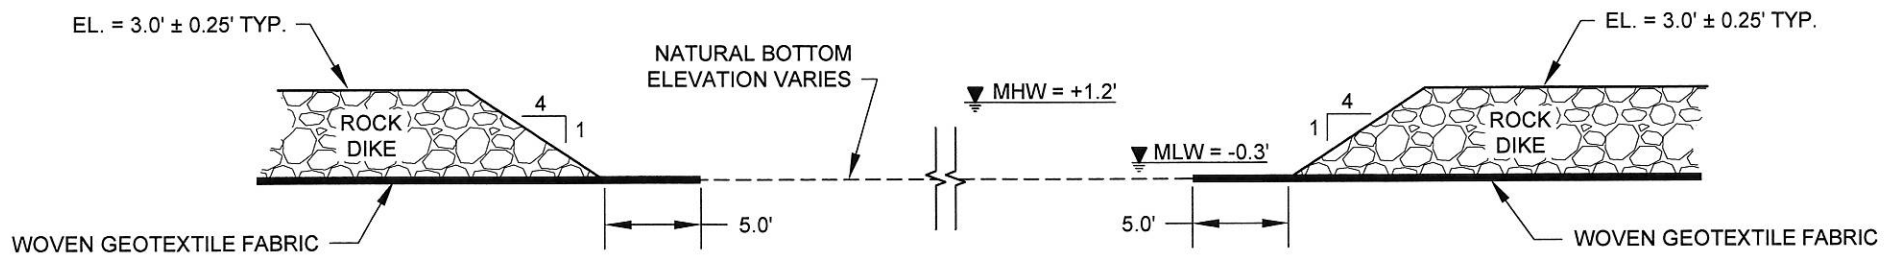 EL. = 3.0' ± 0.25' TYP.
EL. = 3.0' ± 0.25' TYP.
NATURAL BOTTOM
ELEVATION VARIES
MHW = +1.2'
4
1
4
1
ROCK
DIKE
ROCK
DIKE
MLW = -0.3'
5.0'
5.0'
WOVEN GEOTEXTILE FABRIC
WOVEN GEOTEXTILE FABRIC